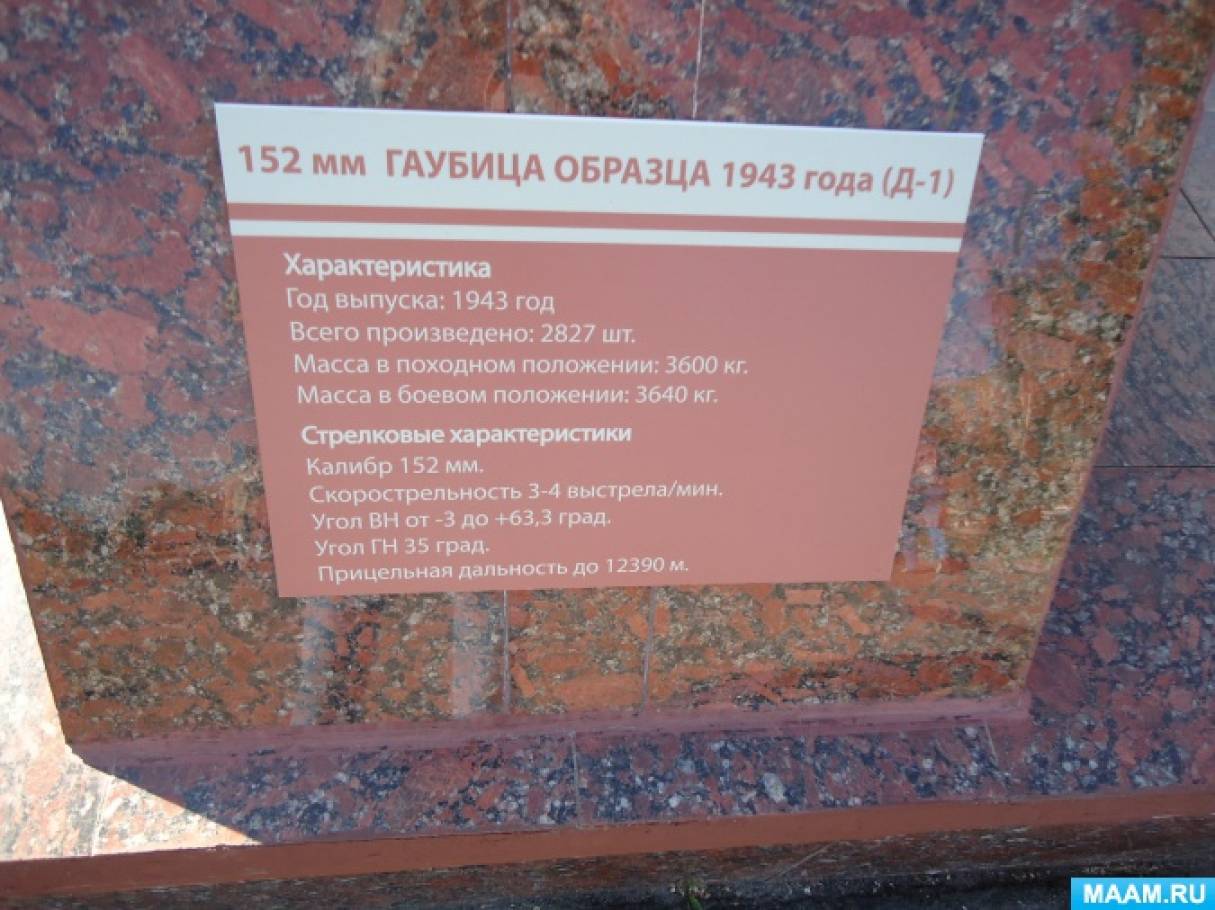 152 мм ГАУБИЦА ОБРАЗЦА 1943 года (Д-1)
Характеристика
Год выпуска: 1943 год
Всего произведено: 2827 шт.
Масса в походном положении: 3600 кг.
Масса в боевом положении: 3640 кг.
Стрелковые характеристики
Калибр 152 мм.
Скорострельность 3-4 выстрела/мин.
Угол ВН от -3 до +63,3 град.
Угол ГН 35 град.
Прицельная дальность до 12390 м.
MAAM.RU